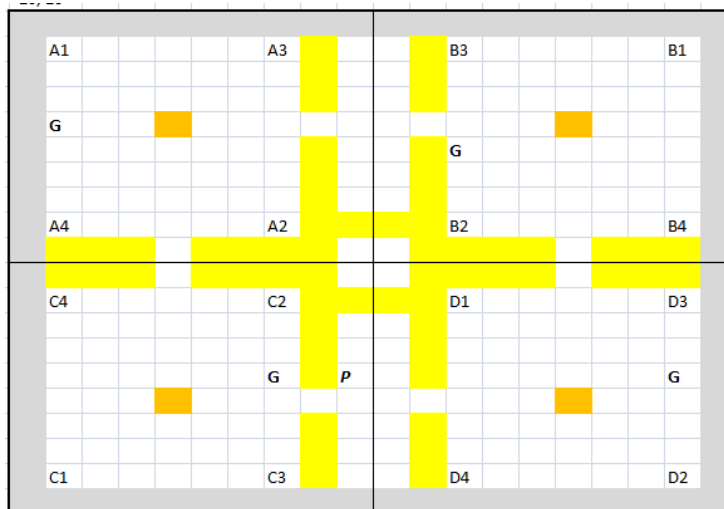 A1 A3 B3 B1
G
G
A4 A2 B2 B4
C4 C2 D1 D3
G P G
C1 C3 D4 D2